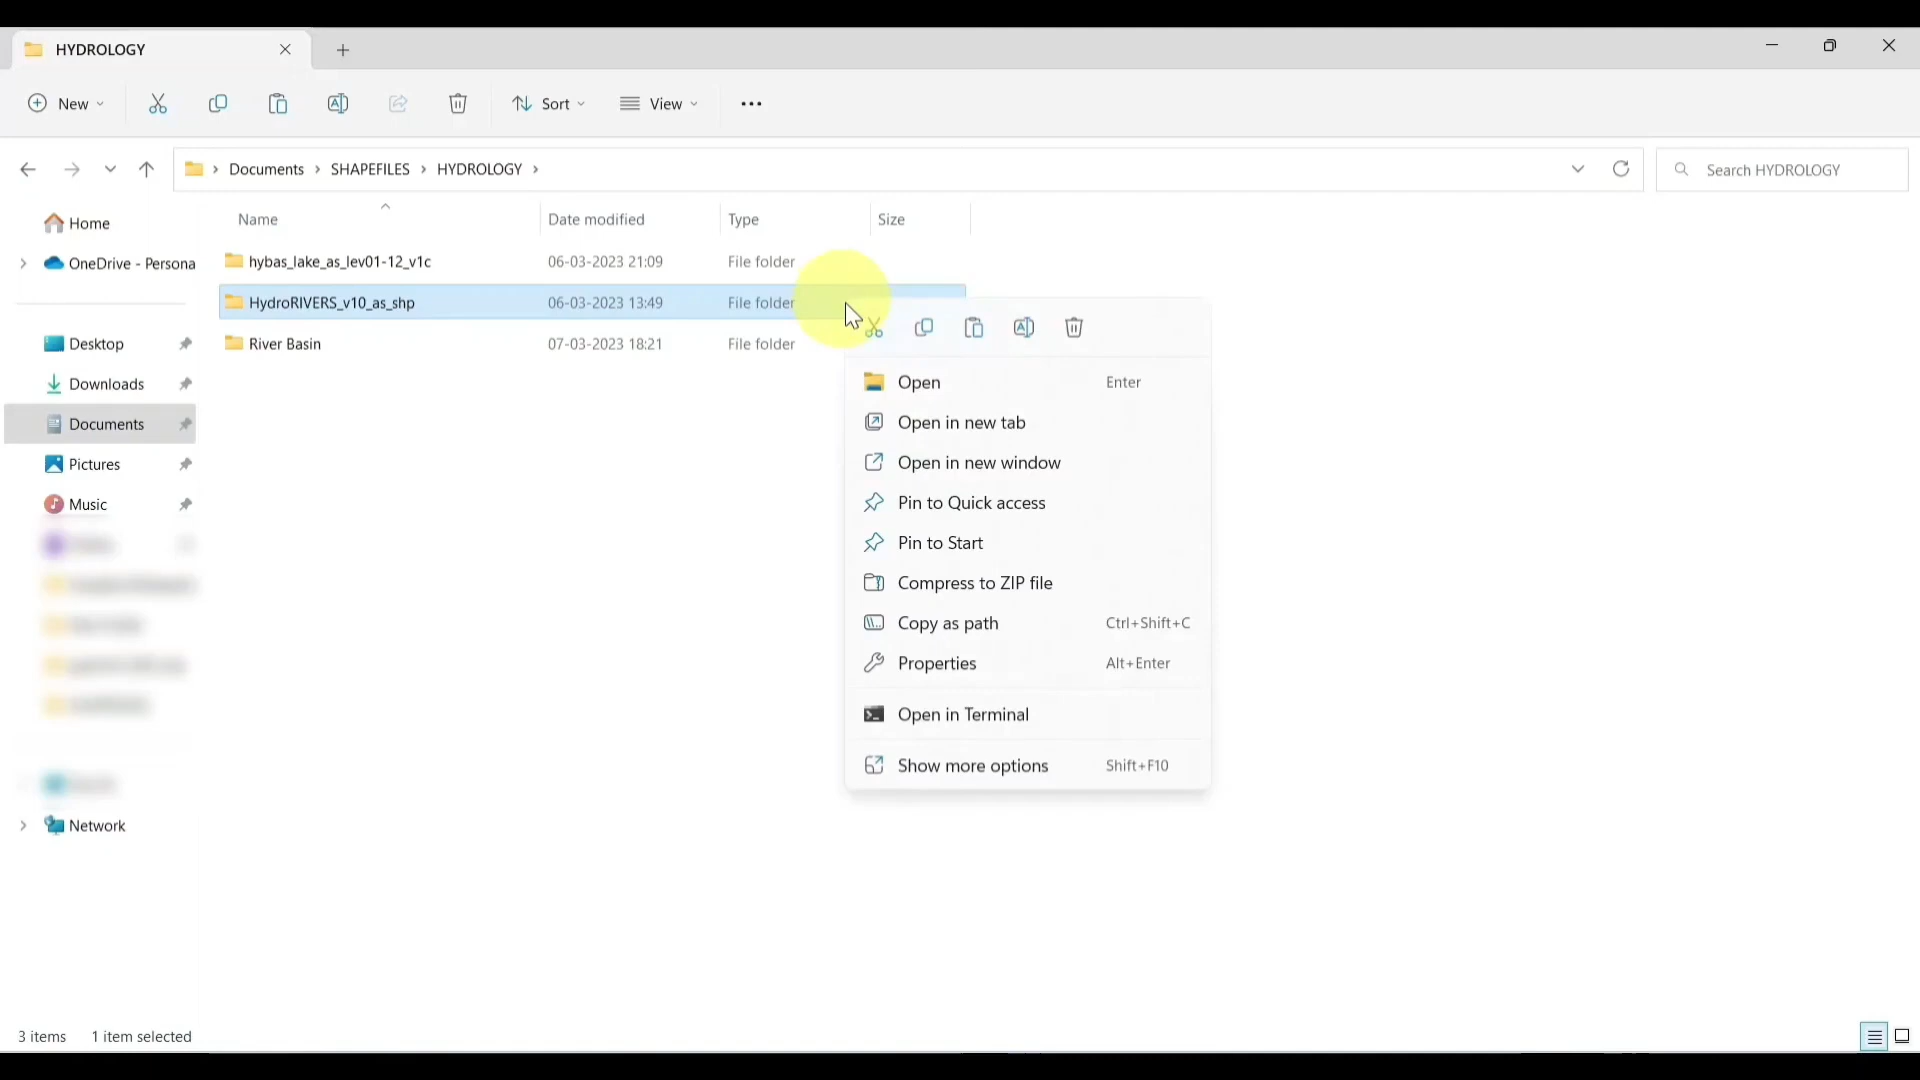 HYDROLOGY
New
Sort
View
Documents > SHAPEFILES > HYDROLOGY >
Search HYDROLOGY
Name Date modified Type Size
Home
OneDrive - Persona
Desktop
Downloads
Documents
Pictures
Music
Network
hybas_lake_as_lev01-12_v1c 06-03-2023 21:09 File folder
HydroRIVERS_v10_as_shp 06-03-2023 13:49 File folder
River Basin 07-03-2023 18:21 File folder
Open Enter
Open in new tab
Open in new window
Pin to Quick access
Pin to Start
Compress to ZIP file
Copy as path Ctrl+Shift+C
Properties Alt+Enter
Open in Terminal
Show more options Shift+F10
3 items 1 item selected